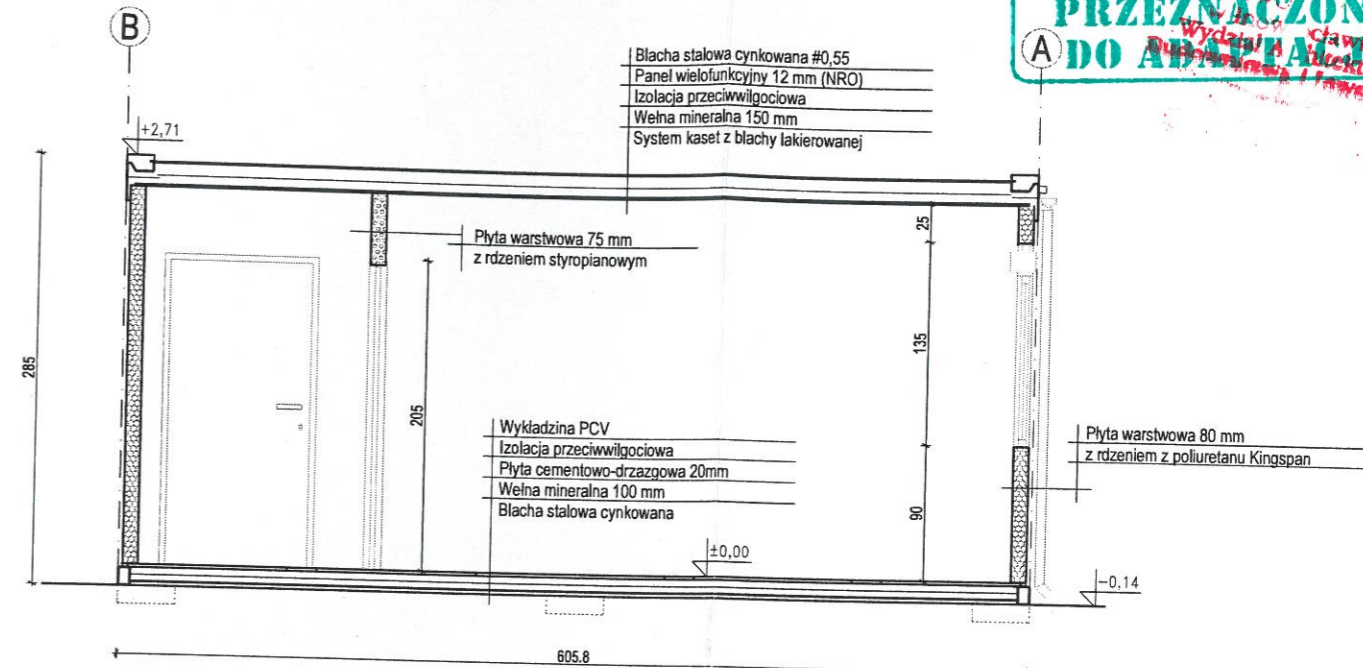 B
PRZEZNACZON
A
DO ADAPTAC
Wydział
Blacha stalowa cynkowana #0,55
Panel wielofunkcyjny 12 mm (NRO)
Izolacja przeciwwilgociowa
Wełna mineralna 150 mm
System kaset z blachy lakierowanej
+2,71
Płyta warstwowa 75 mm
z rdzeniem styropianowym
25
285
205
135
Wykładzina PCV
Izolacja przeciwwilgociowa
Płyta cementowo-drzazgowa 20mm
Wełna mineralna 100 mm
Blacha stalowa cynkowana
Płyta warstwowa 80 mm
z rdzeniem z poliuretanu Kingspan
90
±0,00
-0,14
605.8